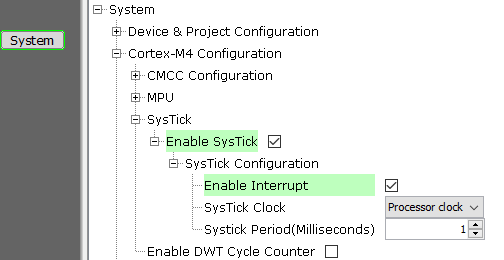 System
System
Device & Project Configuration
Cortex-M4 Configuration
CMCC Configuration
MPU
SysTick
Enable SysTick
SysTick Configuration
Enable Interrupt
SysTick Clock Processor clock
Systick Period(Milliseconds) 1
Enable DWT Cycle Counter